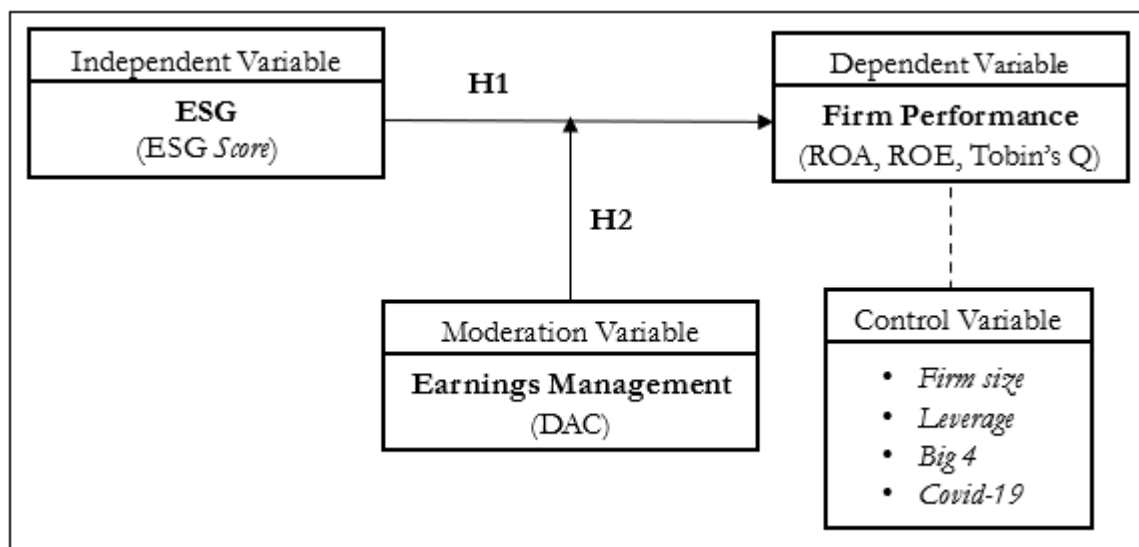 Independent Variable
ESG
(ESG Score)
H1
Dependent Variable
Firm Performance
(ROA, ROE, Tobin's Q)
H2
Moderation Variable
Earnings Management
(DAC)
Control Variable
• Firm size
• Leverage
• Big 4
• Covid-19